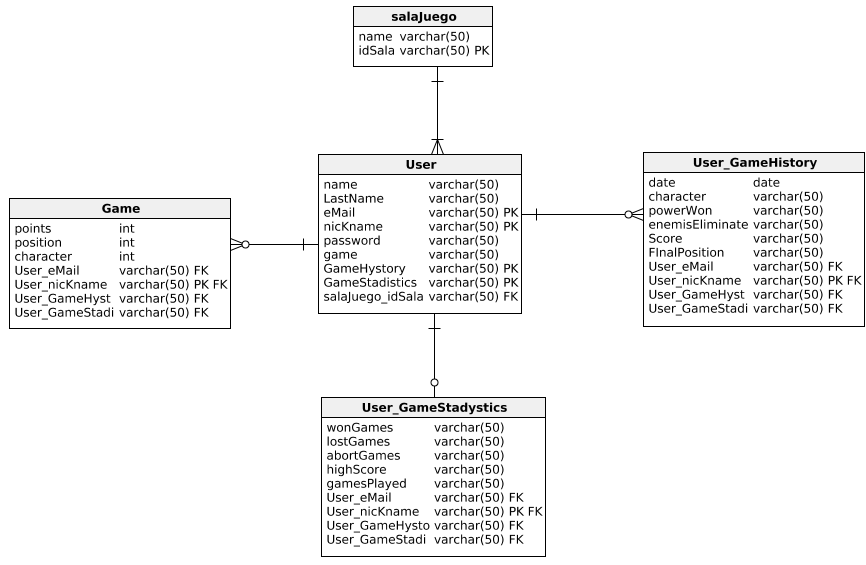 salaJuego
name varchar(50)
idSala varchar(50) PK
User
name varchar(50)
LastName varchar(50)
eMail varchar(50) PK
nicKname varchar(50) PK
password varchar(50)
game varchar(50)
GameHystory varchar(50) PK
GameStadistics varchar(50) PK
salaJuego_idSala varchar(50) FK
User_GameHistory
date date
character varchar(50)
powerWon varchar(50)
enemisEliminate varchar(50)
Score varchar(50)
FInalPosition varchar(50)
User_eMail varchar(50) FK
User_nicKname varchar(50) PK FK
User_GameHyst varchar(50) FK
User_GameStadi varchar(50) FK
Game
points int
position int
character int
User_eMail varchar(50) FK
User_nicKname varchar(50) PK FK
User_GameHyst varchar(50) FK
User_GameStadi varchar(50) FK
User_GameStadystics
wonGames varchar(50)
lostGames varchar(50)
abortGames varchar(50)
highScore varchar(50)
gamesPlayed varchar(50)
User_eMail varchar(50) FK
User_nicKname varchar(50) PK FK
User_GameHysto varchar(50) FK
User_GameStadi varchar(50) FK